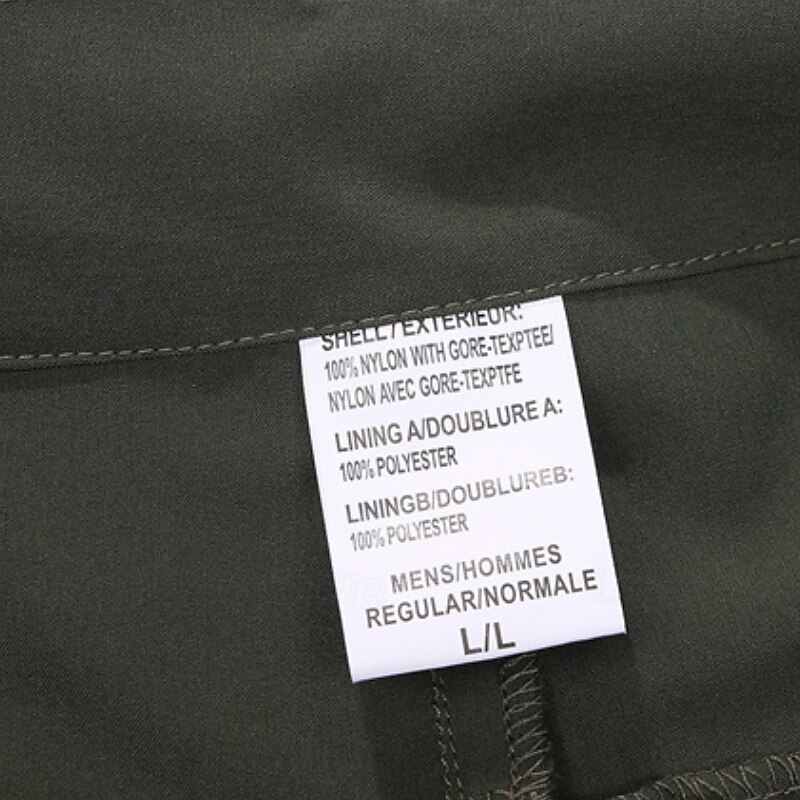 SHELL/EXTERIEUR:
100% NYLON WITH GORE-TEXPTEE/
NYLON AVEC GORE-TEXPTFE
LINING A/DOUBLURE A:
100% POLYESTER
LININGB/DOUBLUREB:
100% POLYESTER
MENS/HOMMES
REGULAR/NORMALE
L/L